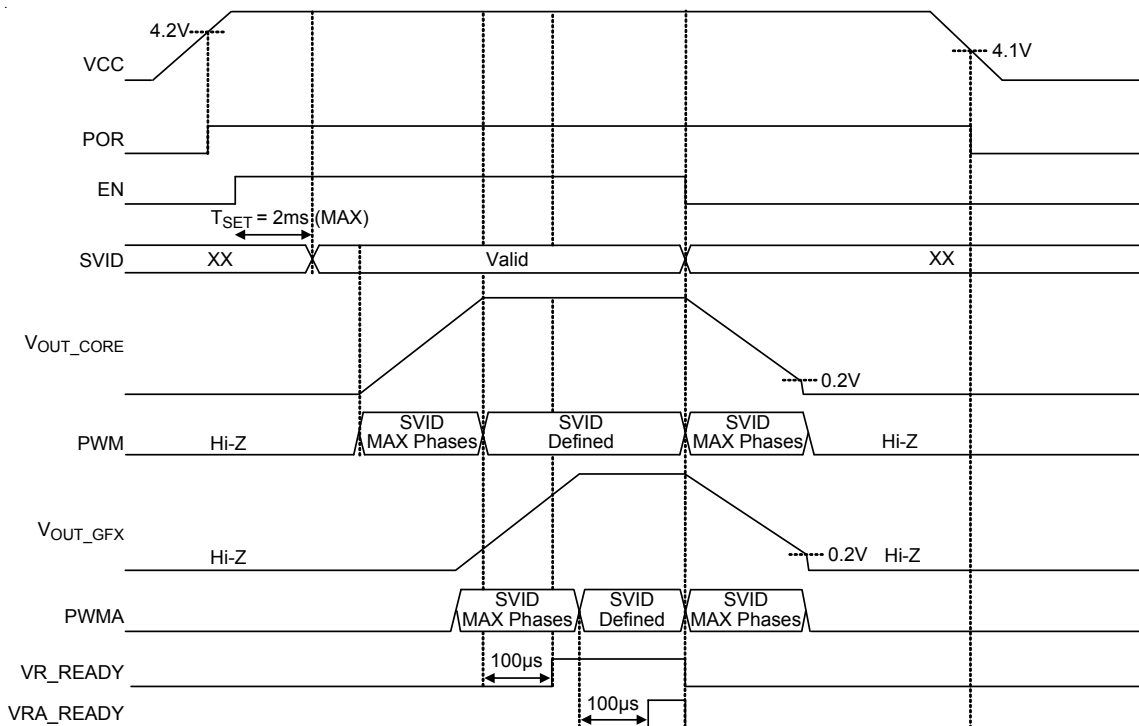 4.2V
VCC
4.1V
POR
EN
TSET = 2ms (MAX)
SVID
XX
Valid
XX
VOUT_CORE
0.2V
PWM
Hi-Z
SVID
MAX Phases
SVID
Defined
SVID
MAX Phases
Hi-Z
VOUT_GFX
Hi-Z
0.2V
Hi-Z
PWMA
SVID
MAX Phases
SVID
Defined
SVID
MAX Phases
VR_READY
100µs
VRA_READY
100µs